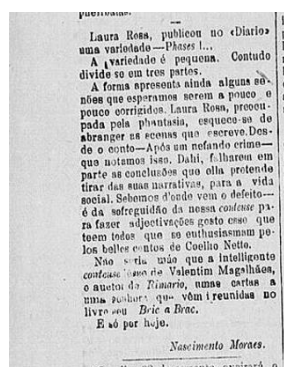 Laura Rosa, publicou no «Diario»
uma variedade—Phases !...
A variedade é pequena. Contudo
divide se em tres partes.
A forma apresenta ainda alguns se-
nões que esperamos serem a pouco e
pouco corrigidos. Laura Rosa, preoccu-
pada pela phantasia, esquece-se de
abranger as scenas que escreve. Des-
de o conto—Após um nefando crime—
que notamos isso. Dahi, falharem em
parte as conclusões que ella pretende
tirar das suas narrativas, para a vida
social. Sebemos d'onde vem o defeito—
é da sofreguidão da nossa conteuse pa-
ra fazer adjectivações gosto esse que
teem todos que se enthusiasmam pe-
los bellos contos de Coelho Netto.
Não seria máo que a intelligente
conteuse lesse de Valentim Magalhães,
o auctor do Rimario, umas cartas a
uma senhora que vêm reunidas no
livro seu Bric a Brac.
E só por hoje.
Nascimento Moraes.